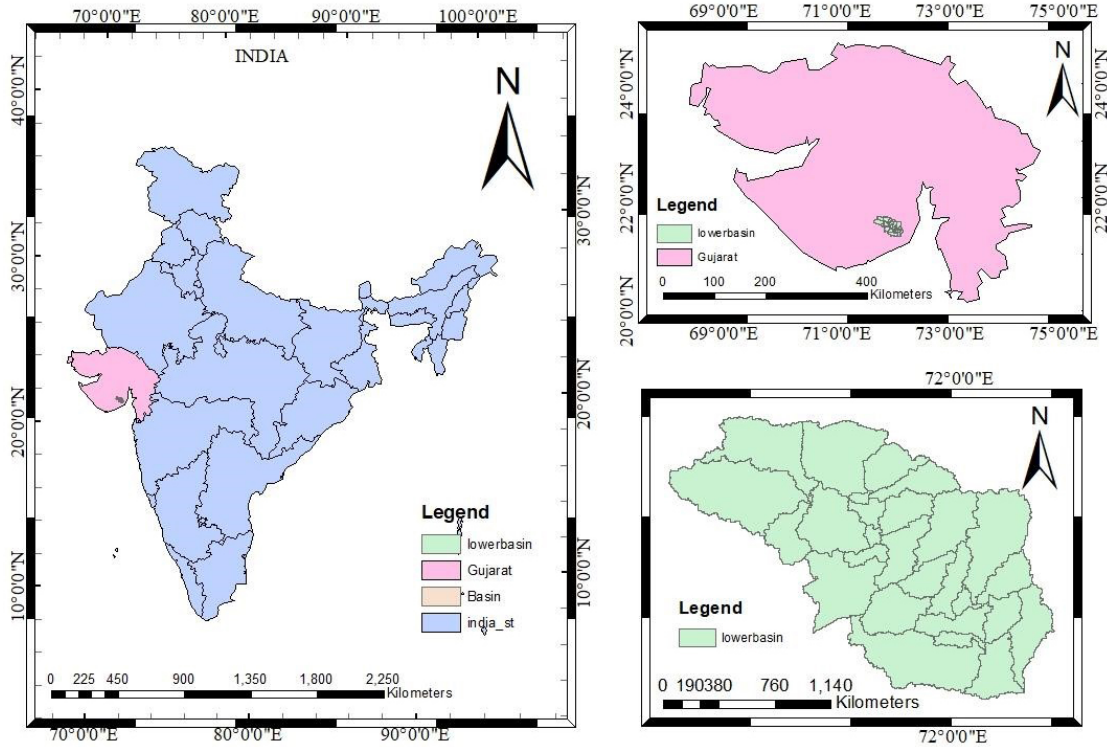 70°0'0"E 80°0'0"E 90°0'0"E 100°0'0"E
INDIA
N
40°0'0"N
30°0'0"N
20°0'0"N
10°0'0"N
30°0'0"N
20°0'0"N
10°0'0"N
Legend
lowerbasin
Gujarat
Basin
india_st
0 225 450 900 1,350 1,800 2,250
Kilometers
70°0'0"E 80°0'0"E 90°0'0"E
69°0'0"E 71°0'0"E 73°0'0"E 75°0'0"E
N
24°0'0"N
22°0'0"N
20°0'0"N
24°0'0"N
22°0'0"N
20°0'0"N
Legend
lowerbasin
Gujarat
0 100 200 400
Kilometers
69°0'0"E 71°0'0"E 73°0'0"E 75°0'0"E
72°0'0"E
N
Legend
lowerbasin
0 190380 760 1,140
Kilometers
72°0'0"E